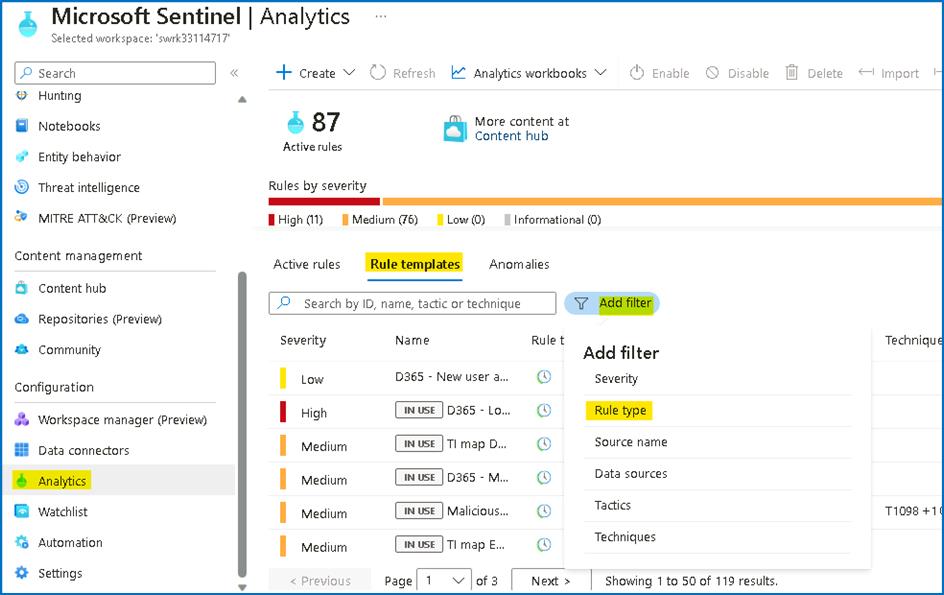 Microsoft Sentinel | Analytics ...
Selected workspace: 'swrk33114717'
Search «
Hunting
Notebooks
Entity behavior
Threat intelligence
MITRE ATT&CK (Preview)
Content management
Content hub
Repositories (Preview)
Community
Configuration
Workspace manager (Preview)
Data connectors
Analytics
Watchlist
Automation
Settings
+ Create Refresh Analytics workbooks Enable Disable Delete Import
87
Active rules
More content at
Content hub
Rules by severity
High (11) Medium (76) Low (0) Informational (0)
Active rules Rule templates Anomalies
Search by ID, name, tactic or technique Add filter
Severity Name Rule t Technique
Low D365 - New user a...
High IN USE D365 - Lo...
Medium IN USE TI map D...
Medium IN USE D365 - M...
Medium IN USE Malicious... T1098 +1
Medium IN USE TI map E...
Add filter
Severity
Rule type
Source name
Data sources
Tactics
Techniques
< Previous Page 1 of 3 Next > Showing 1 to 50 of 119 results.